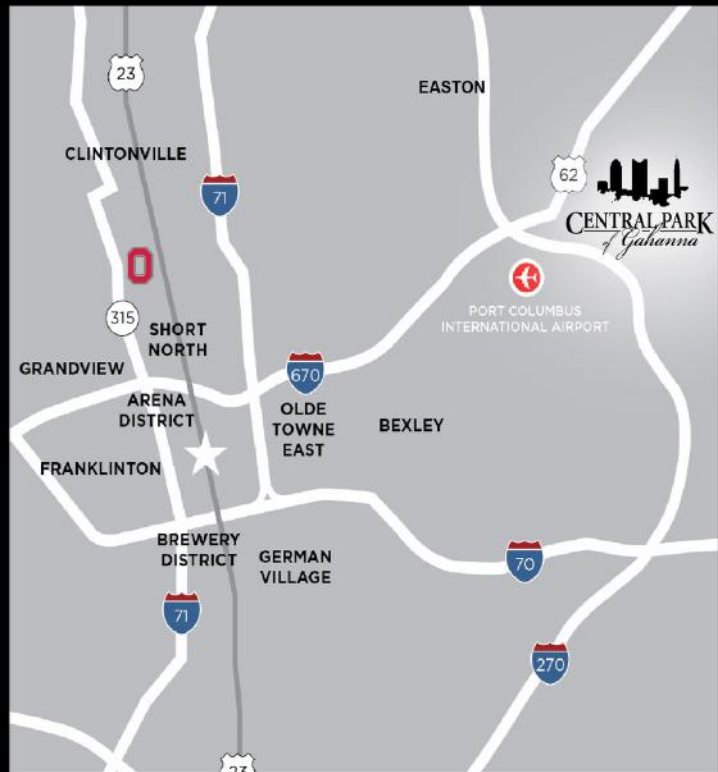 23
EASTON
CLINTONVILLE
62
71
CENTRAL PARK
of Gahanna
O
PORT COLUMBUS
INTERNATIONAL AIRPORT
315
SHORT
NORTH
GRANDVIEW
670
ARENA
DISTRICT
OLDE
TOWNE
EAST
BEXLEY
FRANKLINTON
BREWERY
DISTRICT
GERMAN
VILLAGE
70
71
270
23